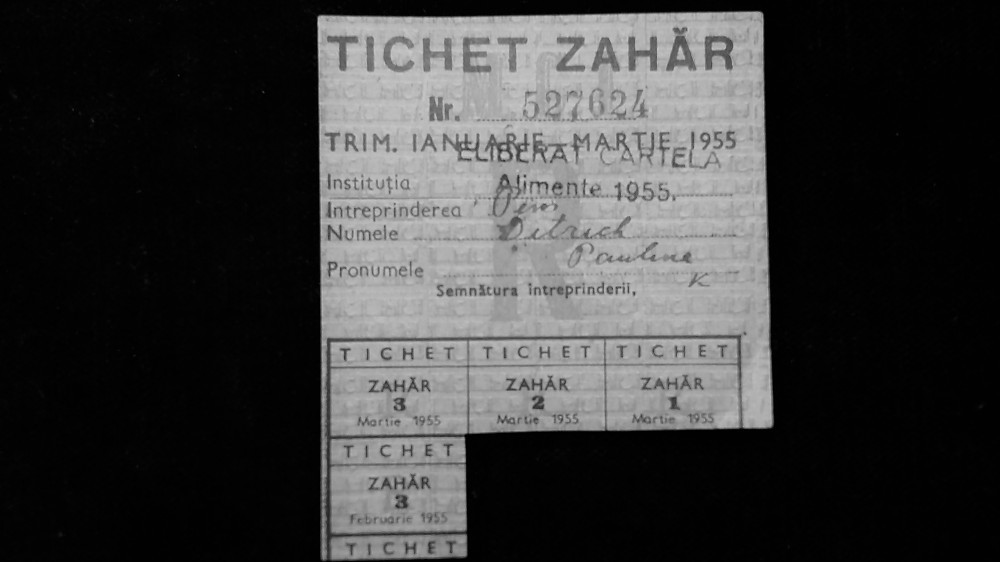 TICHET ZAHĂR
Nr. 527624
TRIM. IANUARIE-MARTIE 1955
ELIBERAT CARTELA
Instituția Alimente 1955.
Intreprinderea
Numele Ditrich
Paulina
Pronumele K
Semnătura întreprinderii,
TICHET TICHET TICHET
ZAHĂR ZAHĂR ZAHĂR
3 2 1
Martie 1955 Martie 1955 Martie 1955
TICHET
ZAHĂR
3
Februarie 1955
TICHET